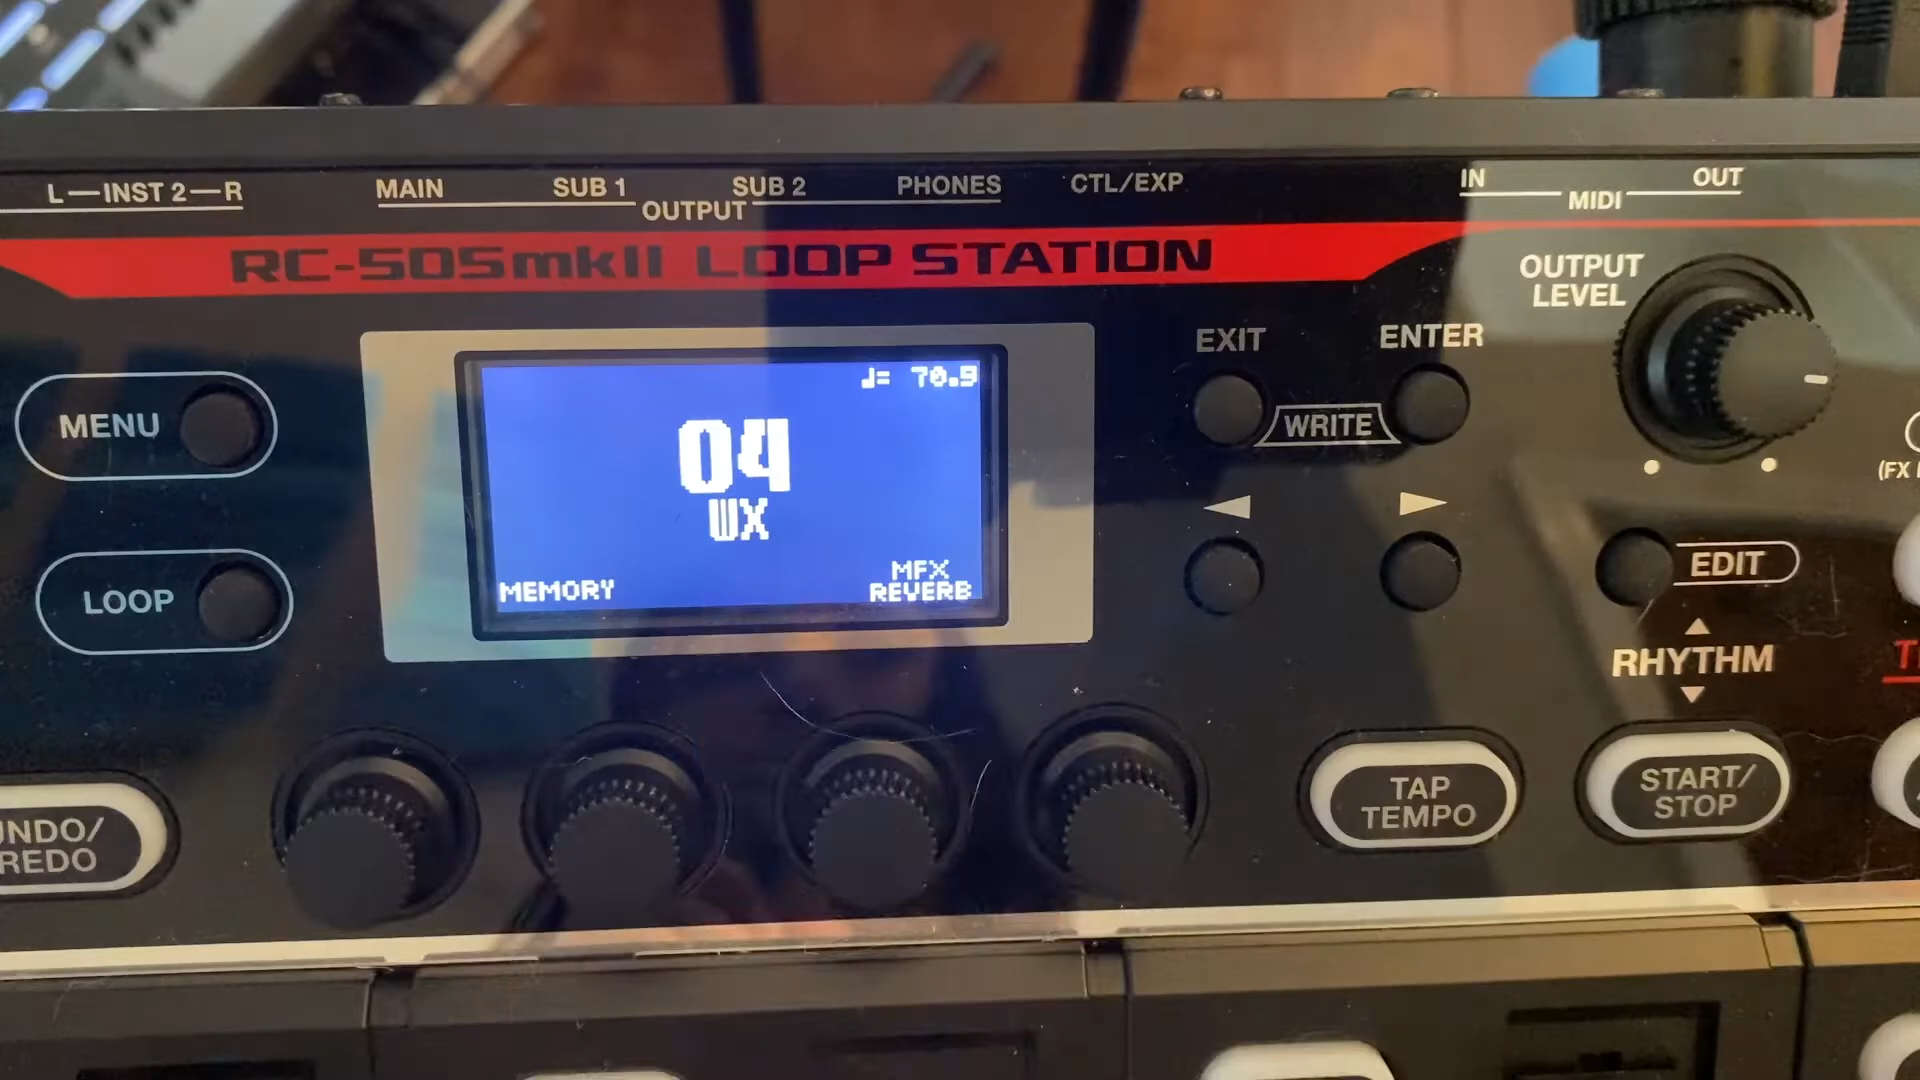 L—INST 2—R
MAIN SUB 1 SUB 2 PHONES
OUTPUT
CTL/EXP
IN OUT
MIDI
RC-505mkII LOOP STATION
OUTPUT
LEVEL
EXIT ENTER
WRITE
MENU
♩= 70.9
04
WX
MEMORY
MFX
REVERB
LOOP
EDIT
RHYTHM
TAP
TEMPO
START/
STOP
REDO